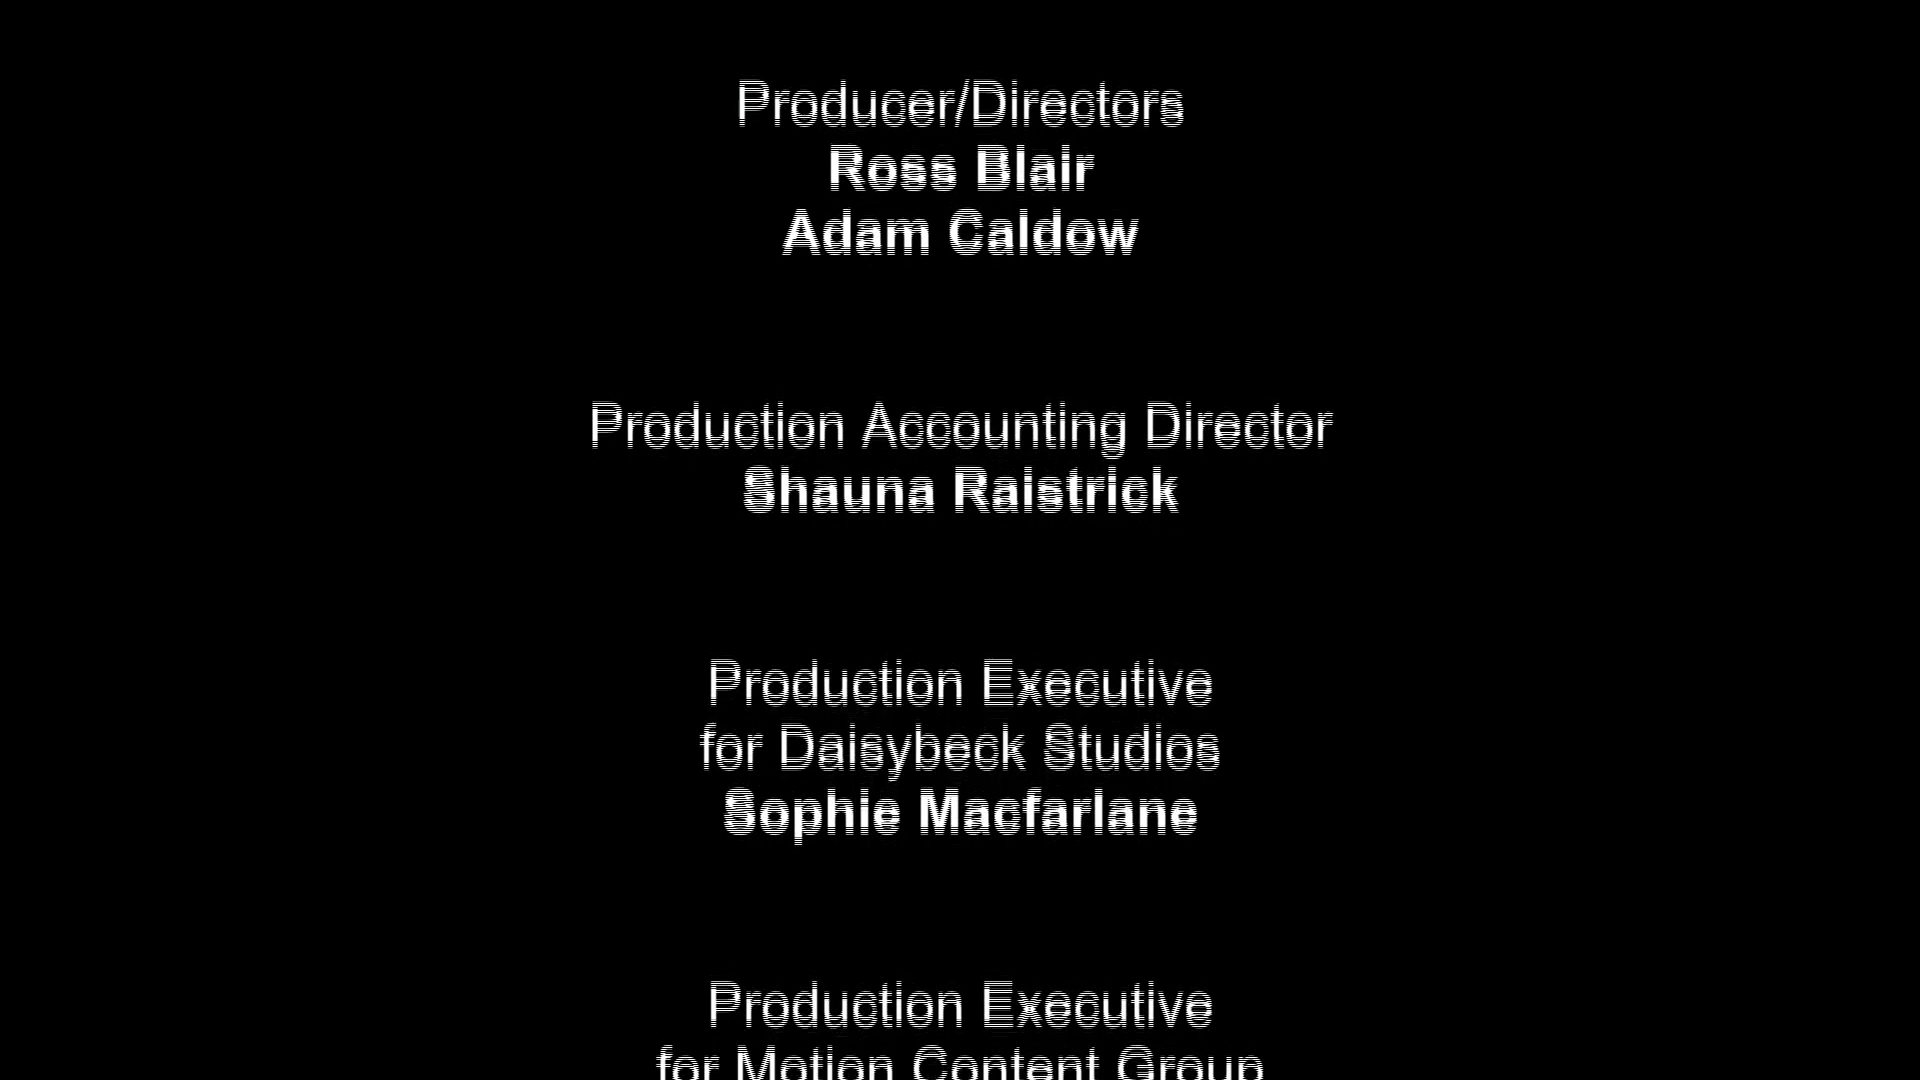 Producer/Directors
Ross Blair
Adam Caldow
Production Accounting Director
Shauna Raistrick
Production Executive
for Daisybeck Studios
Sophie Macfarlane
Production Executive
for Motion Content Group